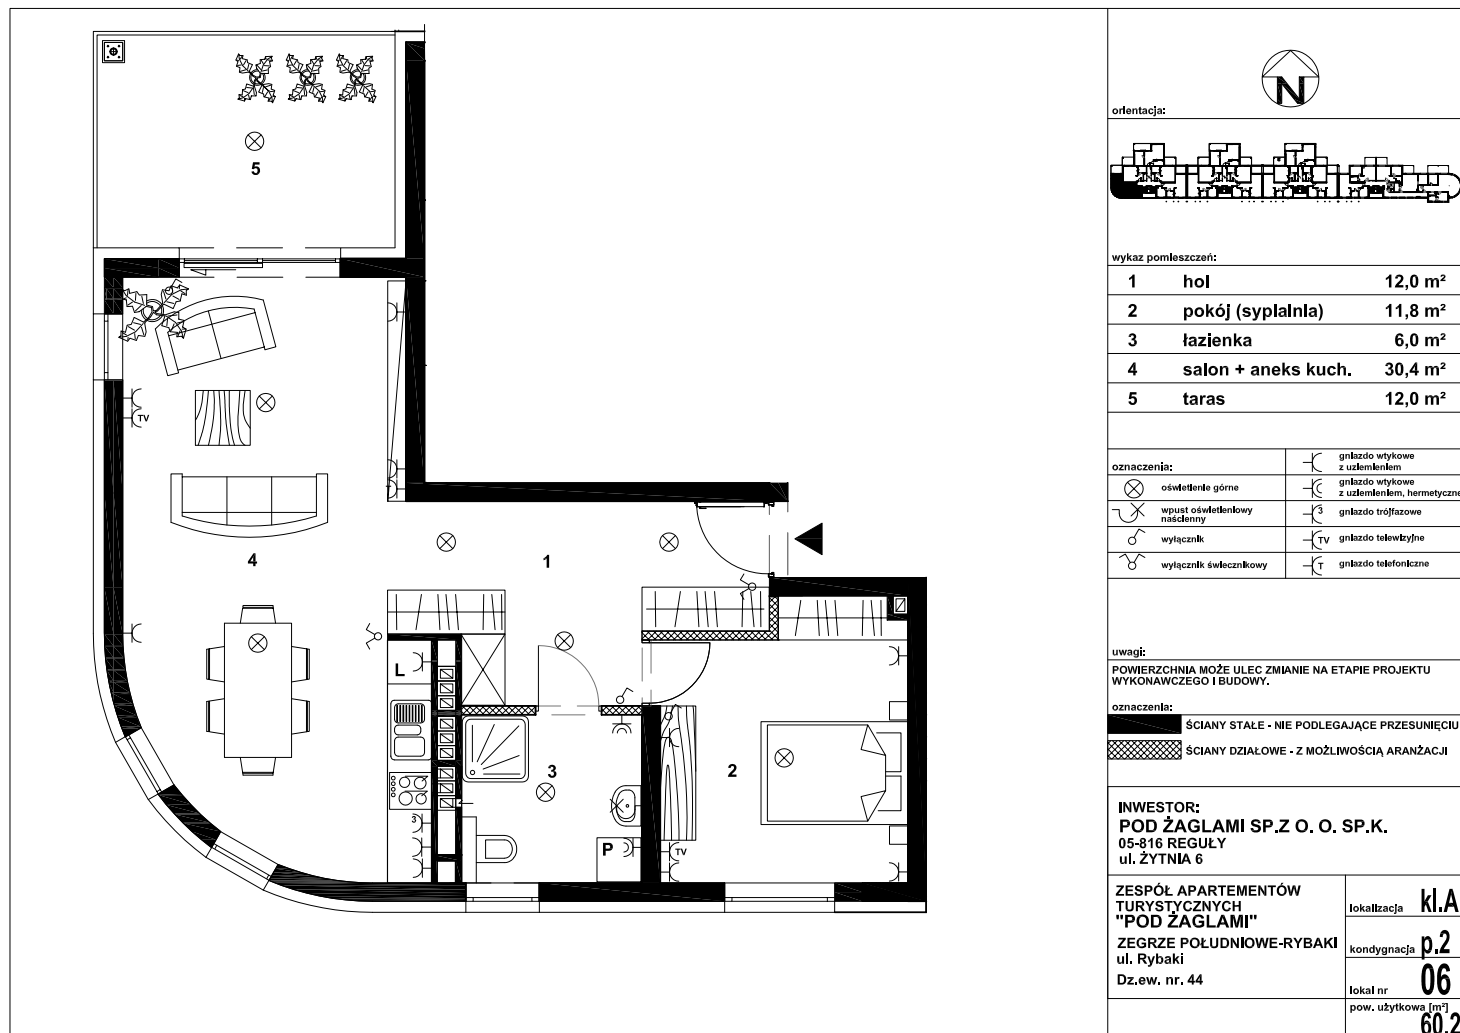 5
4
1
TV
L
3
3
2
P
TV
N
orientacja:
wykaz pomieszczeń:
1 hol 12,0 m²
2 pokój (sypialnia) 11,8 m²
3 łazienka 6,0 m²
4 salon + aneks kuch. 30,4 m²
5 taras 12,0 m²
oznaczenia:
oświetlenie górne
wpust oświetleniowy
naścienny
wyłącznik
wyłącznik świecznikowy
gniazdo wtykowe
z uziemieniem
gniazdo wtykowe
z uziemieniem, hermetyczne
3 gniazdo trójfazowe
TV gniazdo telewizyjne
T gniazdo telefoniczne
uwagi:
POWIERZCHNIA MOŻE ULEC ZMIANIE NA ETAPIE PROJEKTU
WYKONAWCZEGO I BUDOWY.
oznaczenia:
ŚCIANY STAŁE - NIE PODLEGAJĄCE PRZESUNIĘCIU
ŚCIANY DZIAŁOWE - Z MOŻLIWOŚCIĄ ARANŻACJI
INWESTOR:
POD ŻAGLAMI SP.Z O. O. SP.K.
05-816 REGUŁY
ul. ŻYTNIA 6
ZESPÓŁ APARTEMENTÓW
TURYSTYCZNYCH
"POD ŻAGLAMI"
ZEGRZE POŁUDNIOWE-RYBAKI
ul. Rybaki
Dz.ew. nr. 44
lokalizacja kl.A
kondygnacja p.2
lokal nr 06
pow. użytkowa [m²]
60.2